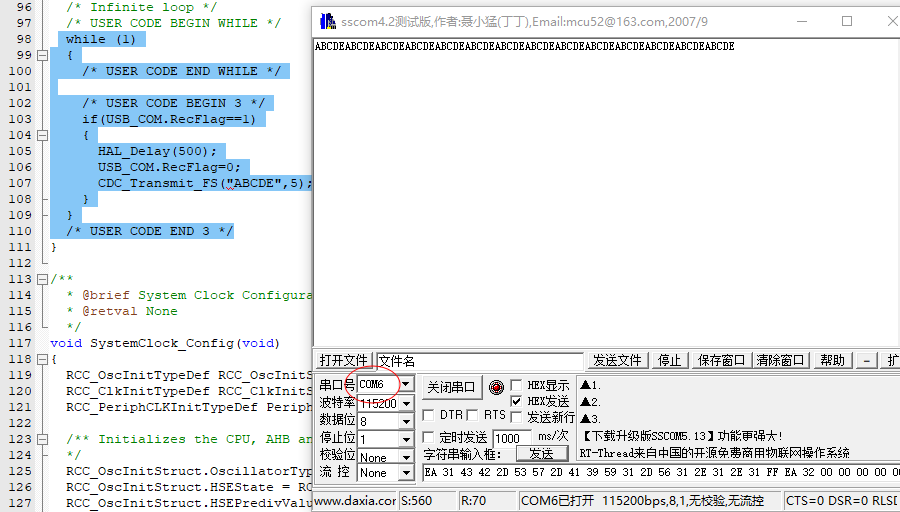 96 /* Infinite loop */
97 /* USER CODE BEGIN WHILE */
98 while (1)
99 {
100 /* USER CODE END WHILE */
101
102 /* USER CODE BEGIN 3 */
103 if(USB_COM.RecFlag==1)
104 {
105 HAL_Delay(500);
106 USB_COM.RecFlag=0;
107 CDC_Transmit_FS("ABCDE",5);
108 }
109 }
110 /* USER CODE END 3 */
111 }
112
113 /**
114 * @brief System Clock Configura
115 * @retval None
116 */
117 void SystemClock_Config(void)
118 {
119 RCC_OscInitTypeDef RCC_OscInitS
120 RCC_ClkInitTypeDef RCC_ClkInitS
121 RCC_PeriphCLKInitTypeDef Periph
122
123 /** Initializes the CPU, AHB an
124 */
125 RCC_OscInitStruct.OscillatorTyp
126 RCC_OscInitStruct.HSEState = RC
127 RCC_OscInitStruct.HSEPredivValu
sscom4.2测试版,作者:聂小猛(丁丁),Email:mcu52@163.com,2007/9
ABCDEABCDEABCDEABCDEABCDEABCDEABCDEABCDEABCDEABCDEABCDEABCDEABCDEABCDE
打开文件 文件名 发送文件 停止 保存窗口 清除窗口 帮助 - 扩
串口号 COM6 关闭串口 HEX显示 ▲1.
波特率 115200 HEX发送 ▲2.
数据位 8 DTR RTS 发送新行 ▲3.
停止位 1 定时发送 1000 ms/次 【下载升级版SSCOM5.13】功能更强大!
校验位 None 字符串输入框: 发送 RT-Thread来自中国的开源免费商用物联网操作系统
流 控 None EA 31 43 42 2D 53 57 2D 41 39 59 31 2D 56 31 2E 31 2E 31 FF EA 32 00 00 00 00 0
www.daxia.cor S:560 R:70 COM6已打开 115200bps,8,1,无校验,无流控 CTS=0 DSR=0 RLSD